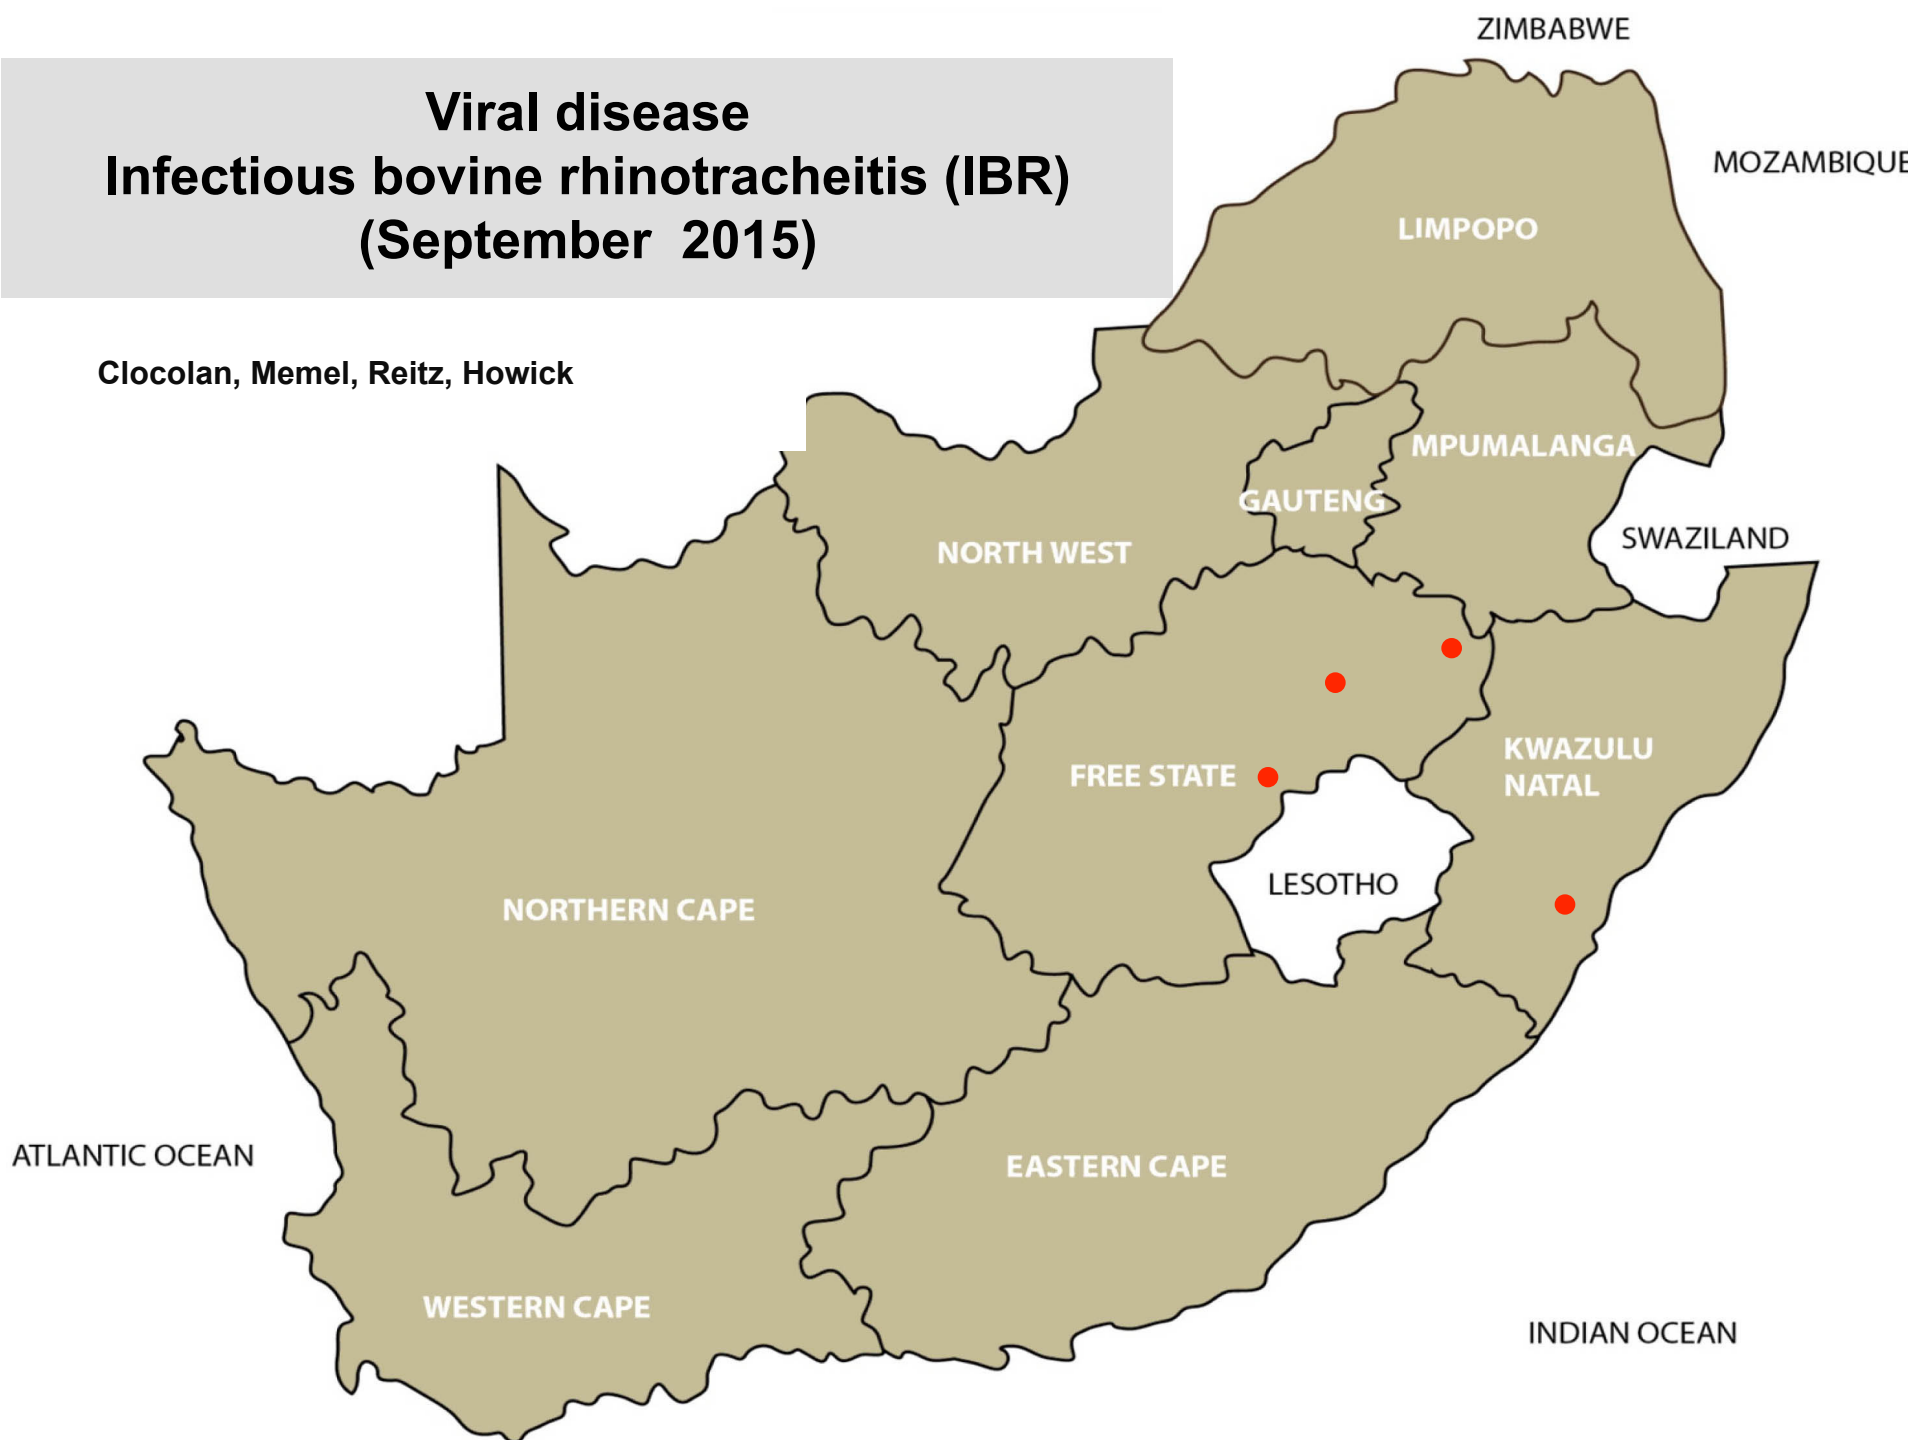 ZIMBABWE
Viral disease
Infectious bovine rhinotracheitis (IBR)
(September  2015)
MOZAMBIQUE
LIMPOPO
Clocolan, Memel, Reitz, Howick
MPUMALANGA
GAUTENG
SWAZILAND
NORTH WEST
KWAZULU
NATAL
FREE STATE
LESOTHO
NORTHERN CAPE
ATLANTIC OCEAN
EASTERN CAPE
WESTERN CAPE
INDIAN OCEAN